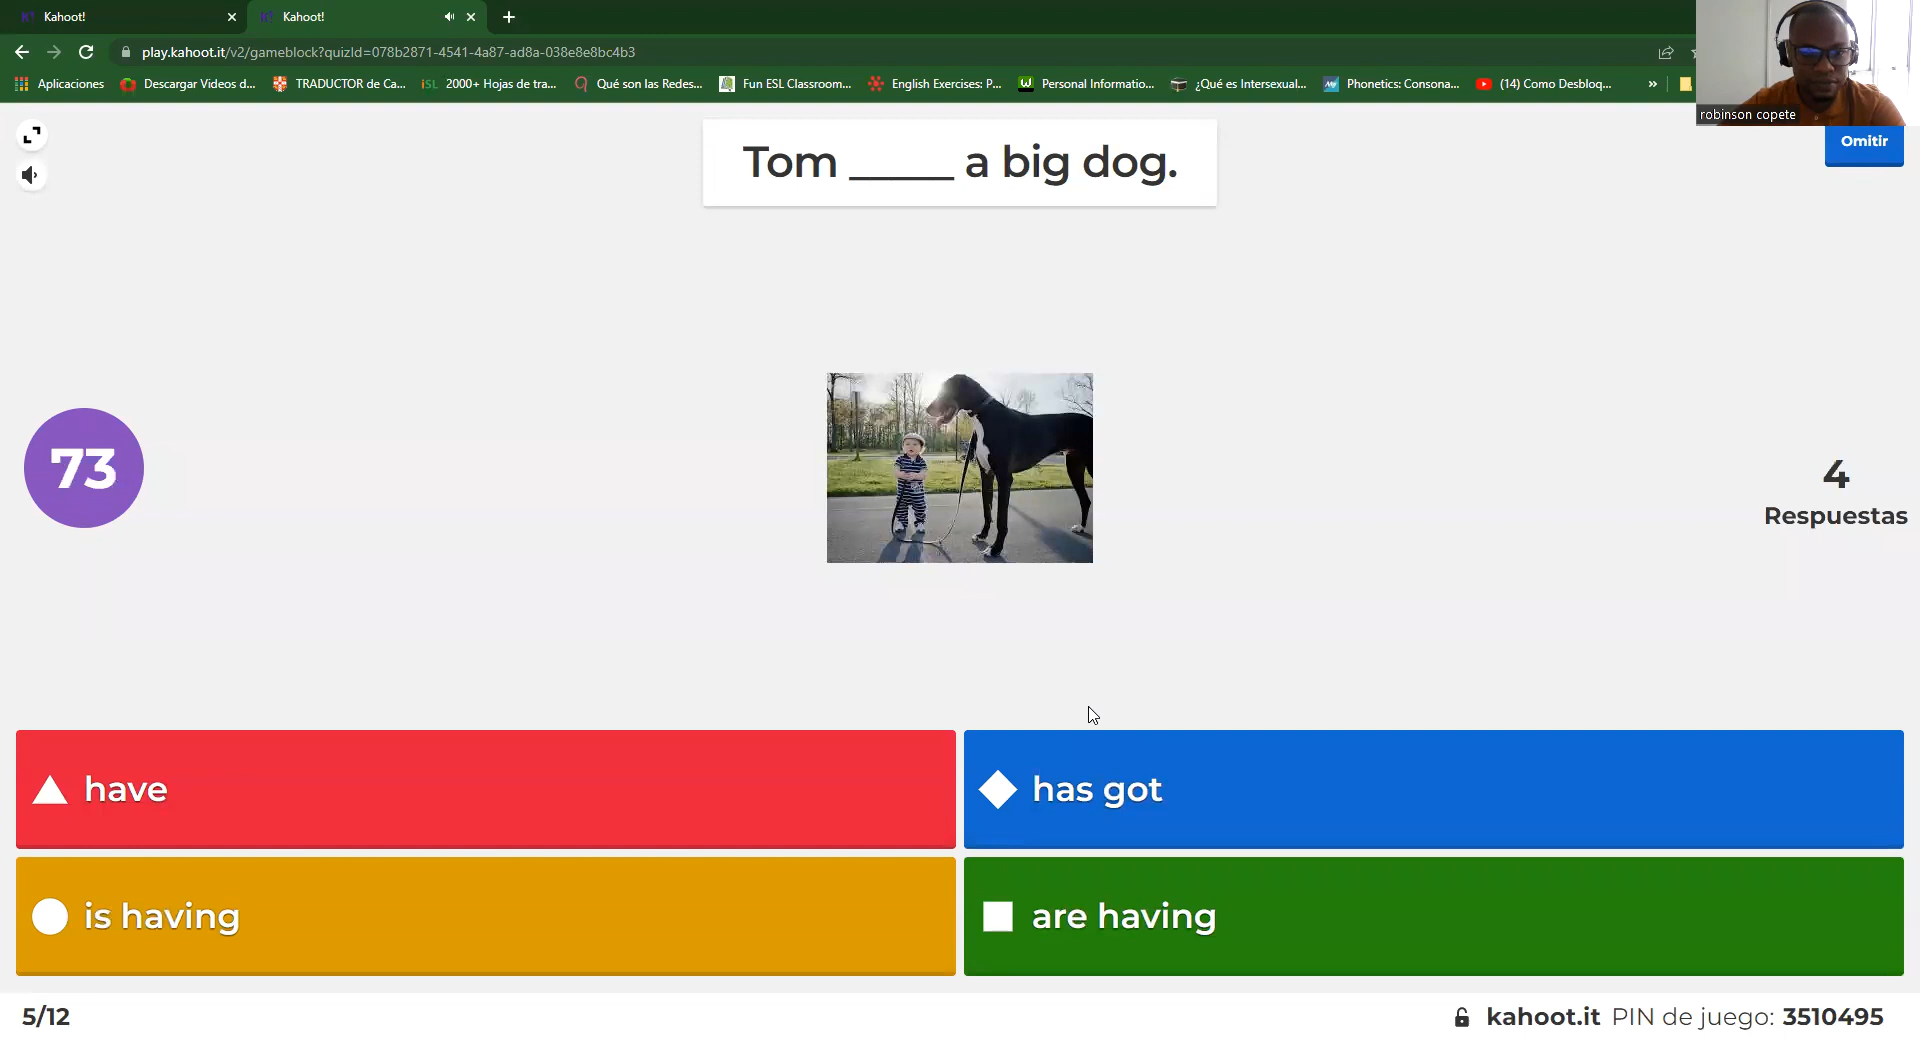 Kahoot!
Kahoot!
play.kahoot.it/v2/gameblock?quizId=078b2871-4541-4a87-ad8a-038e8e8bc4b3
Aplicaciones
Descargar Videos d...
TRADUCTOR de Ca...
iSL 2000+ Hojas de tra...
Qué son las Redes...
Fun ESL Classroom...
English Exercises: P...
Personal Informatio...
¿Qué es Intersexual...
Phonetics: Consona...
(14) Como Desbloq...
»
robinson copete
Omitir
Tom _____ a big dog.
73
4
Respuestas
have
has got
is having
are having
5/12
kahoot.it PIN de juego: 3510495